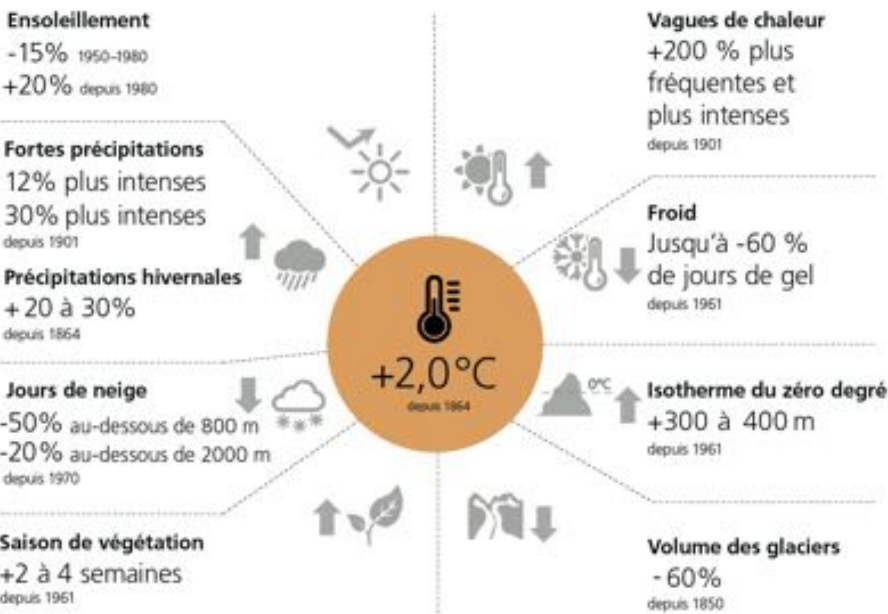 Ensoleillement
-15% 1950-1980
+20% depuis 1980
Fortes précipitations
12% plus intenses
30% plus intenses
depuis 1901
Précipitations hivernales
+20 à 30%
depuis 1864
Jours de neige
-50% au-dessous de 800 m
-20% au-dessous de 2000 m
depuis 1970
Saison de végétation
+2 à 4 semaines
depuis 1961
+2,0°C
depuis 1864
Vagues de chaleur
+200 % plus
fréquentes et
plus intenses
depuis 1901
Froid
Jusqu'à -60 %
de jours de gel
depuis 1961
0°C
Isotherme du zéro degré
+300 à 400 m
depuis 1961
Volume des glaciers
-60%
depuis 1850